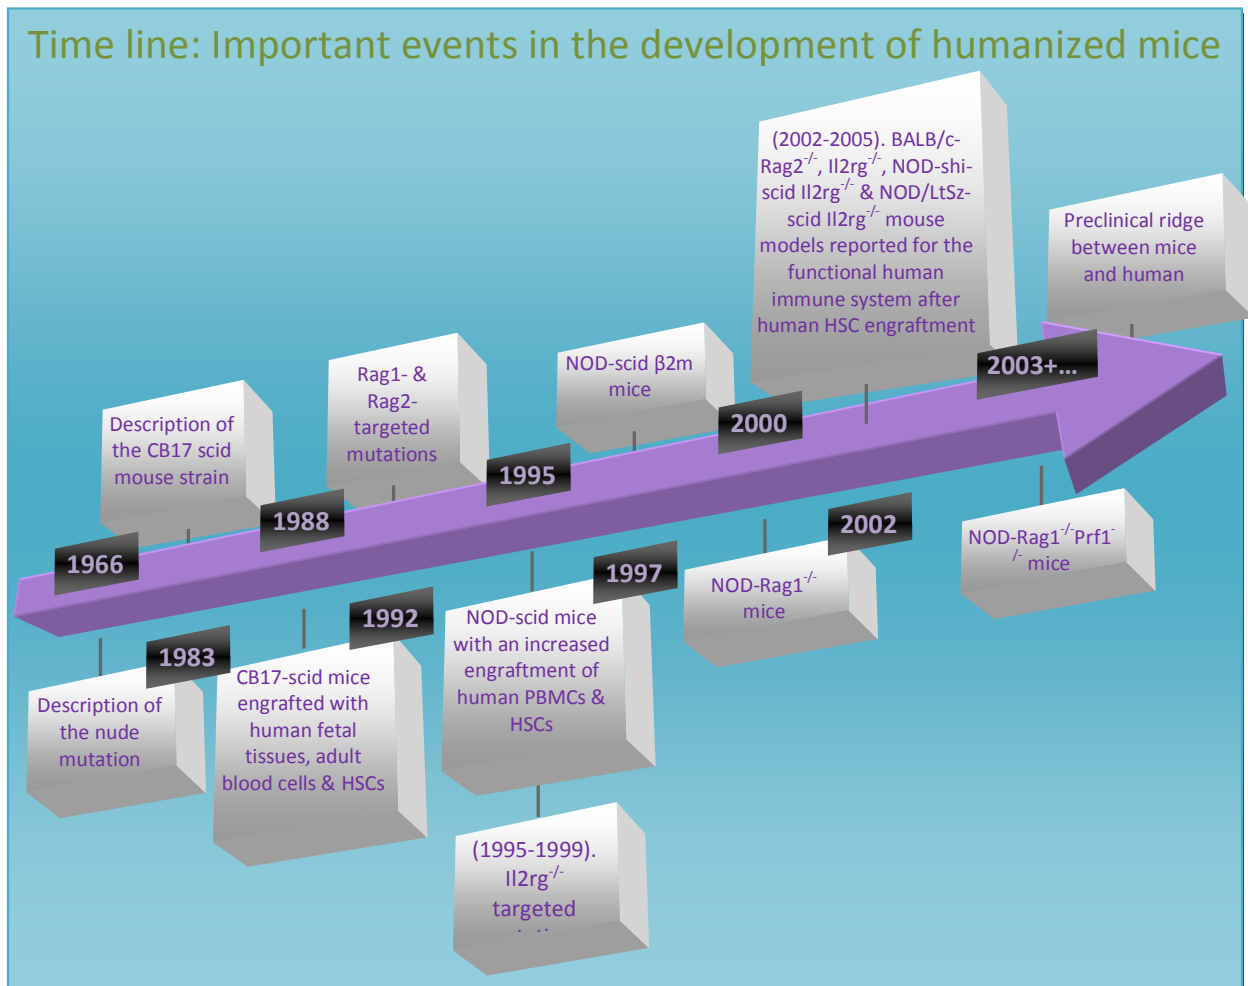 Time line: Important events in the development of humanized mice
(2002-2005). BALB/c-
Rag2-/-, Il2rg-/-, NOD-shi-
scid Il2rg-/- & NOD/LtSz-
scid Il2rg-/- mouse
models reported for the
functional human
immune system after
human HSC engraftment
Preclinical ridge
between mice
and human
NOD-scid β2m
mice
Rag1- &
Rag2-
targeted
mutations
Description of
the CB17 scid
mouse strain
2003+...
2000
1995
1988
1966
2002
1997
1992
1983
Description of
the nude
mutation
CB17-scid mice
engrafted with
human fetal
tissues, adult
blood cells & HSCs
NOD-scid mice
with an increased
engraftment of
human PBMCs &
HSCs
NOD-Rag1-/-
mice
NOD-Rag1-/-Prf1-
/- mice
(1995-1999).
Il2rg-/-
targeted